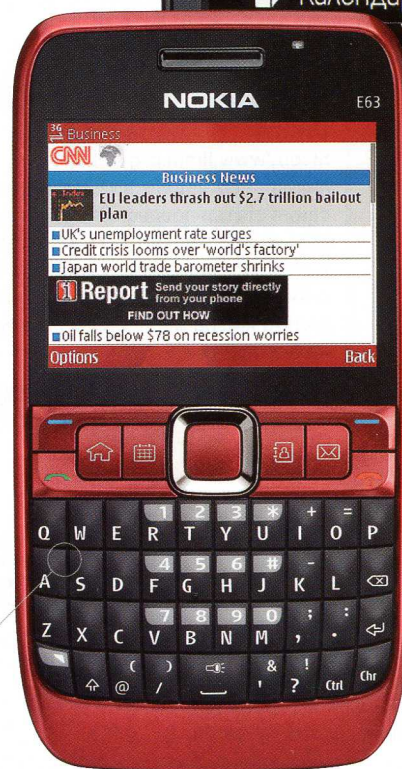 Календа
NOKIA E63
3G Business
CNN
Business News
Index
EU leaders thrash out $2.7 trillion bailout
plan
UK's unemployment rate surges
Credit crisis looms over 'world's factory'
Japan world trade barometer shrinks
i Report Send your story directly
from your phone
FIND OUT HOW
Oil falls below $78 on recession worries
Options Back
1 2 3 * + =
Q W E R T Y U I O P
4 5 6 # -
A S D F G H J K L
7 8 9 0 ; :
Z X C V B N M , .
( ) & !
@ / ' ? Ctrl Chr